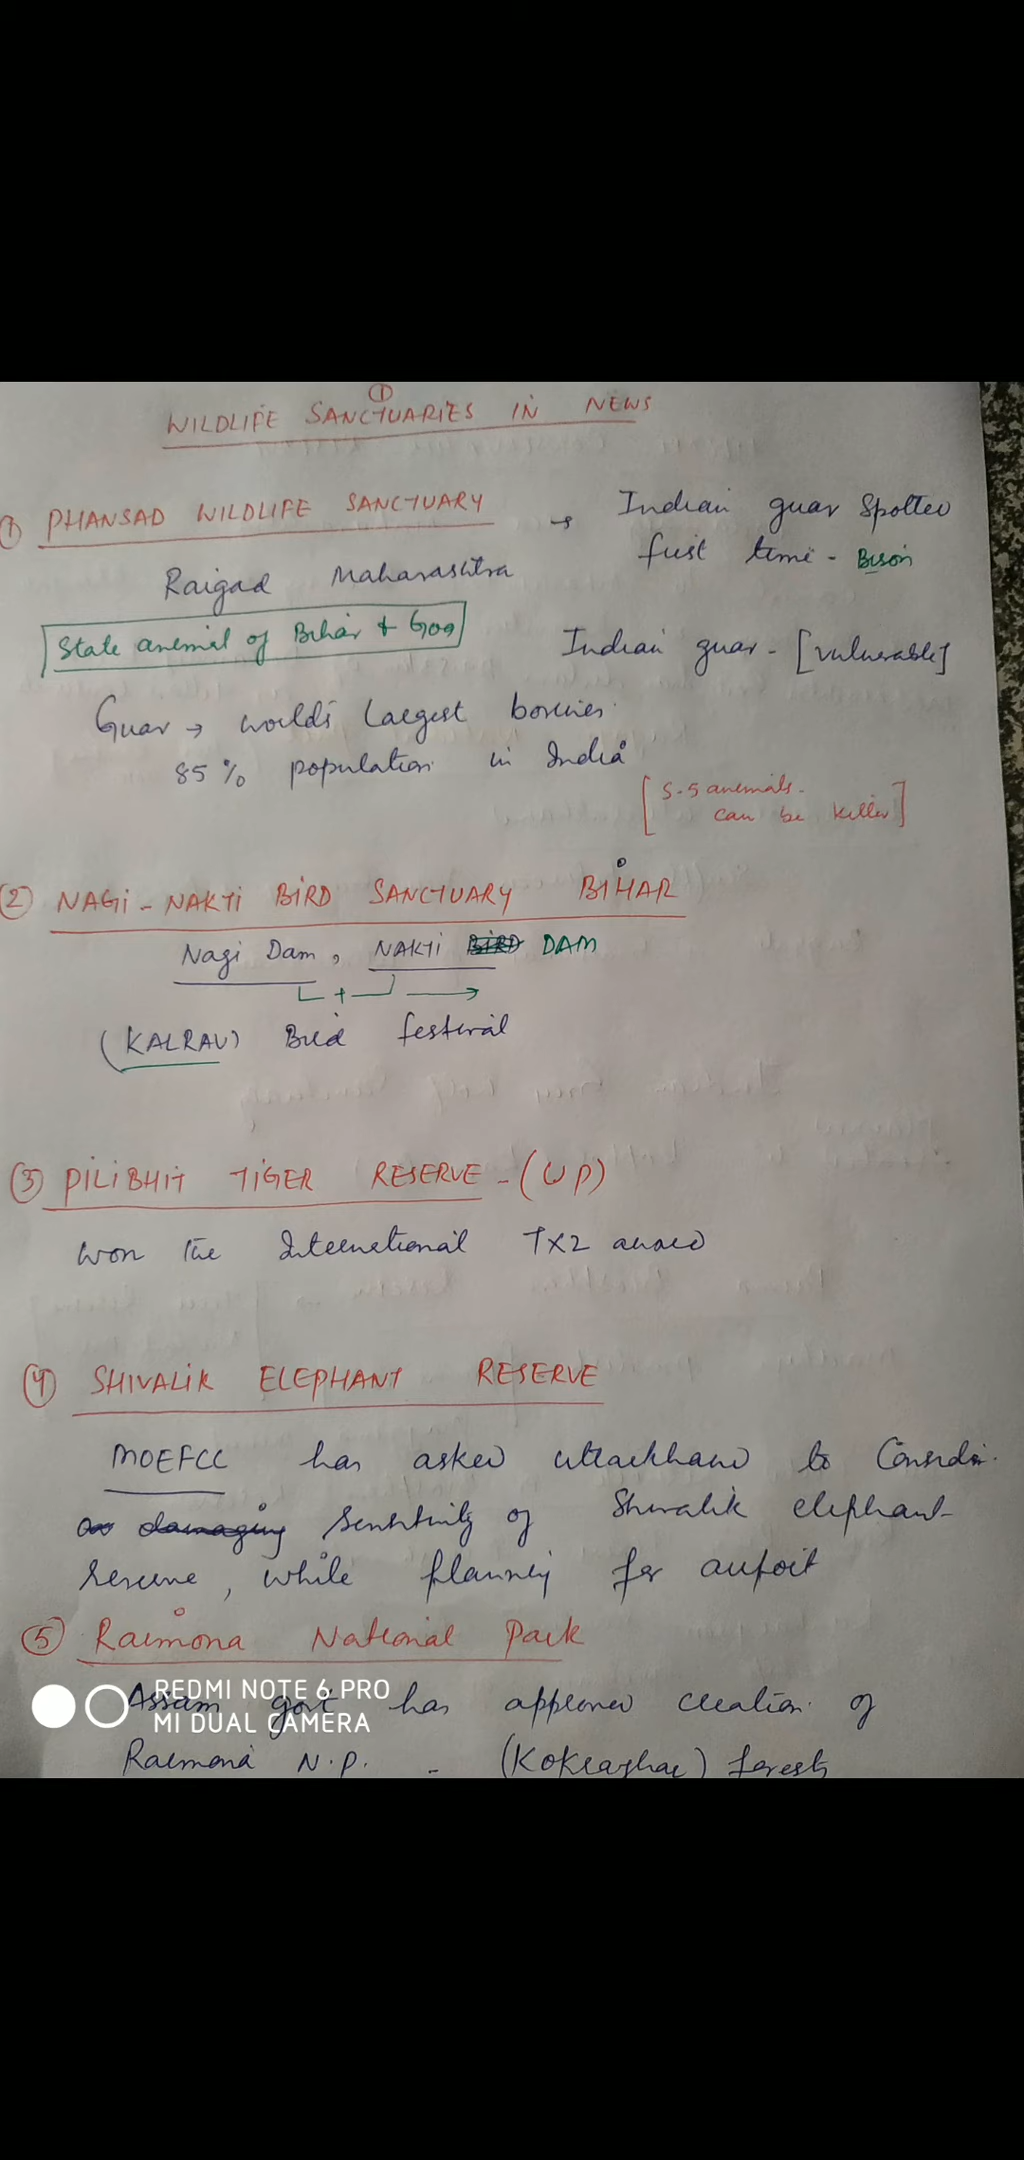 ①
WILDLIFE SANCTUARIES IN NEWS
① PHANSAD WILDLIFE SANCTUARY → Indian guar Spotted
first time - Bison
Raigad Maharashtra
State animal of Bihar & Goa
Indian guar - [vulnerable]
Guar → world's largest bovines
85% population in India
[S-5 animals
can be killed]
② NAGI-NAKTI BIRD SANCTUARY BIHAR
Nagi Dam, NAKTI BIRD DAM
+ →
(KALRAV) Bird festival
③ PILIBHIT TIGER RESERVE - (UP)
won the International TX2 award
④ SHIVALIK ELEPHANT RESERVE
MOEFCC has asked uttarkhand to Consider
damaging sensitivity of Shivalik elephant
reserve, while planning for airport
⑤ Raimona National Park
Assam govt has approved creation of
Raimona N.P. - (Kokrajhar) forests
REDMI NOTE 6 PRO
MI DUAL CAMERA